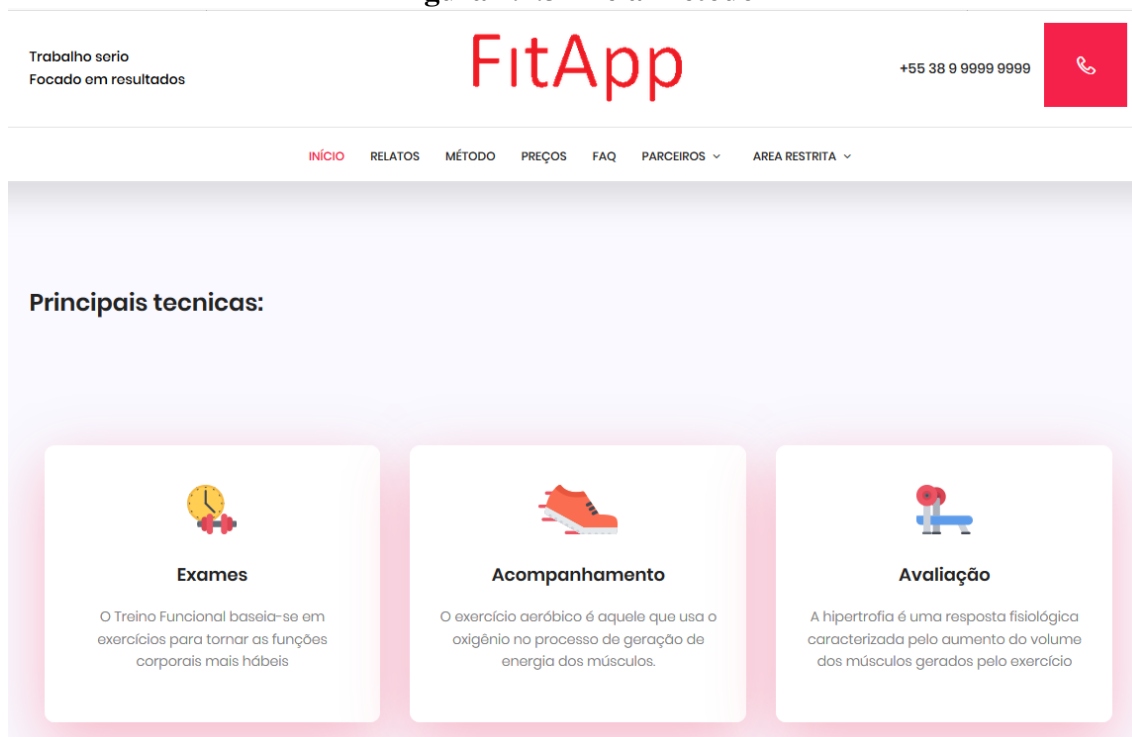 Trabalho serio
Focado em resultados
FitApp
+55 38 9 9999 9999
INÍCIO RELATOS MÉTODO PREÇOS FAQ PARCEIROS AREA RESTRITA
Principais tecnicas:
Exames
O Treino Funcional baseia-se em
exercícios para tornar as funções
corporais mais hábeis
Acompanhamento
O exercício aeróbico é aquele que usa o
oxigênio no processo de geração de
energia dos músculos.
Avaliação
A hipertrofia é uma resposta fisiológica
caracterizada pelo aumento do volume
dos músculos gerados pelo exercício